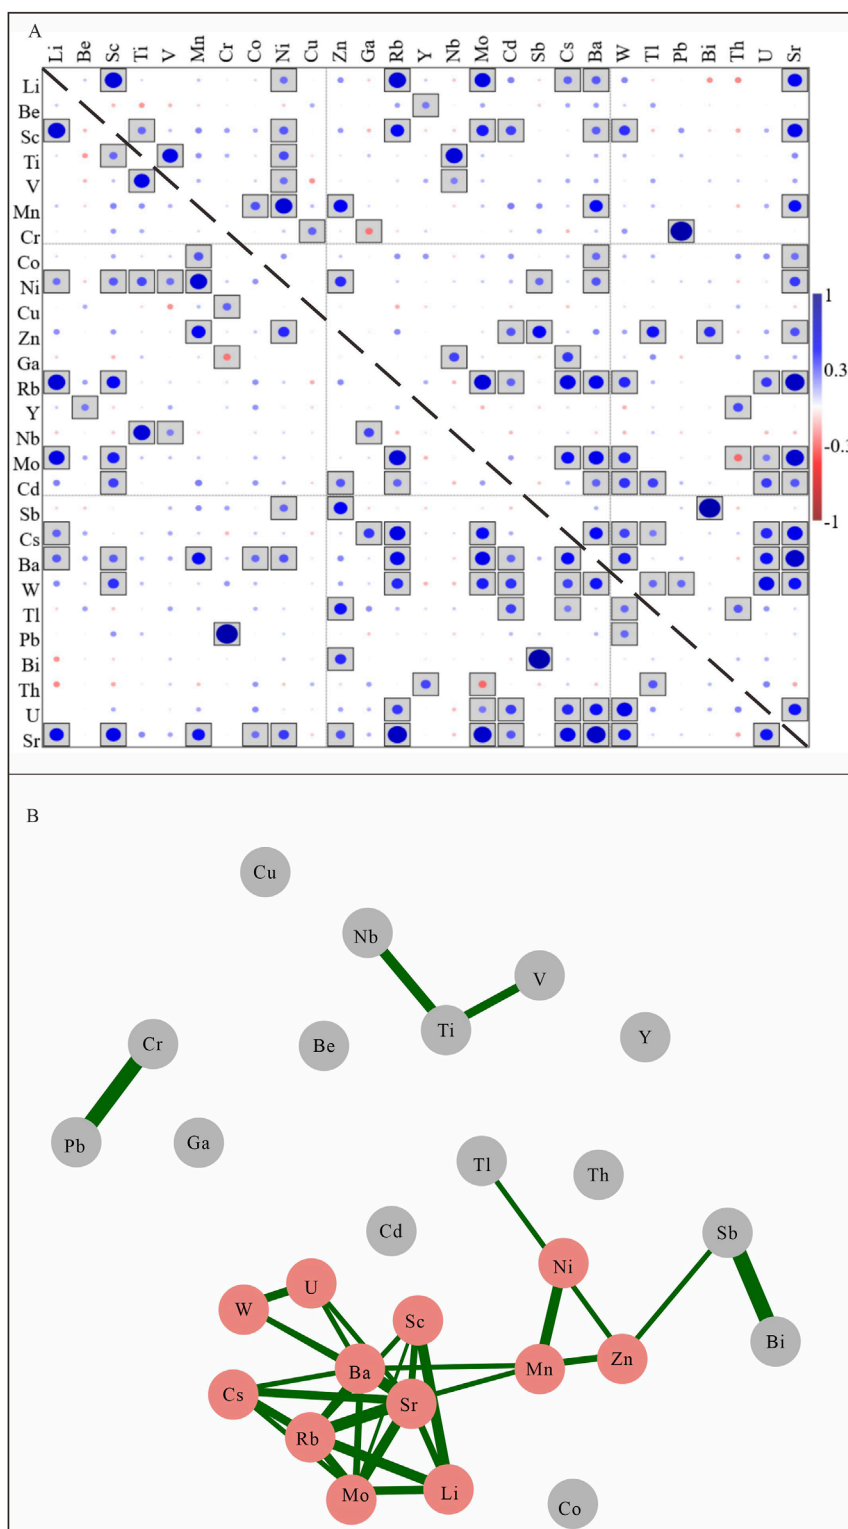 A
Li Be Sc Ti V Mn Cr Co Ni Cu Zn Ga Rb Y Nb Mo Cd Sb Cs Ba W Tl Pb Bi Th U Sr
Li
Be
Sc
Ti
V
Mn
Cr
Co
Ni
Cu
Zn
Ga
Rb
Y
Nb
Mo
Cd
Sb
Cs
Ba
W
Tl
Pb
Bi
Th
U
Sr
1
0.3
-0.3
-1
B
Cu
Nb
V
Ti
Cr
Be
Y
Pb
Ga
Tl
Th
Cd
Sb
Ni
U
W
Sc
Bi
Zn
Ba
Mn
Cs
Sr
Rb
Mo
Li
Co